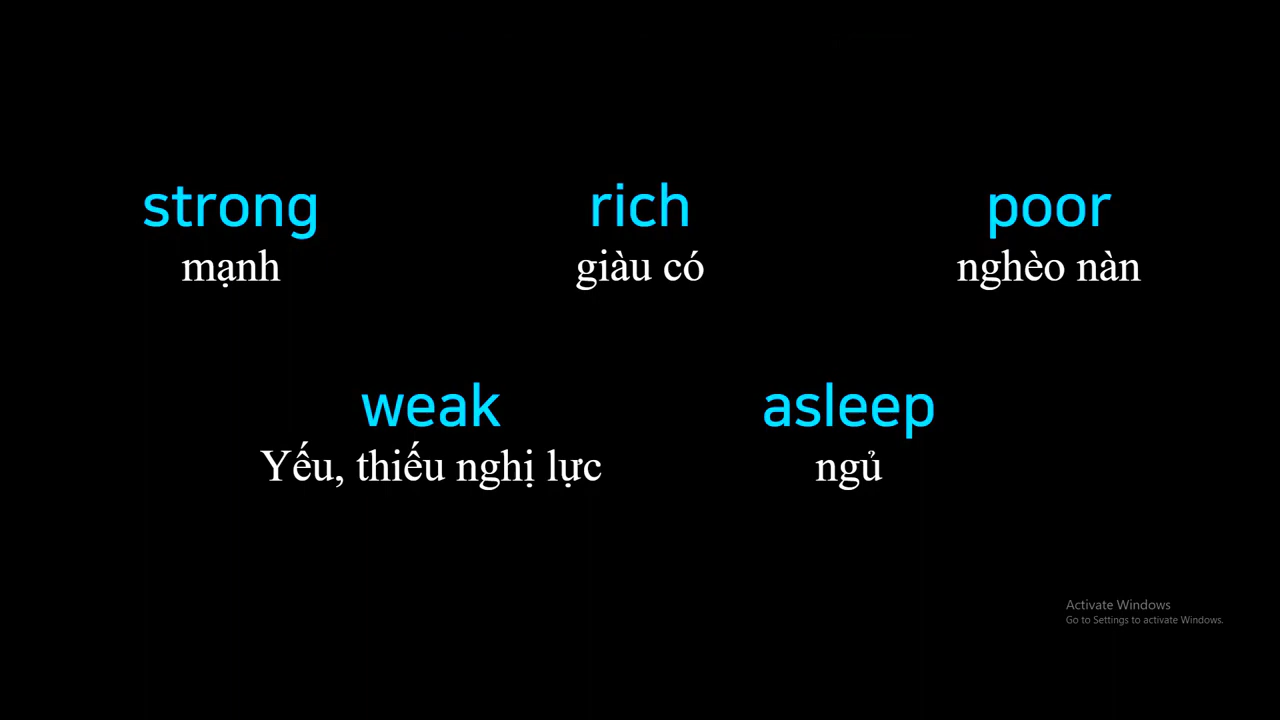 strong
mạnh
rich
giàu có
poor
nghèo nàn
weak
Yếu, thiếu nghị lực
asleep
ngủ
Activate Windows
Go to Settings to activate Windows.